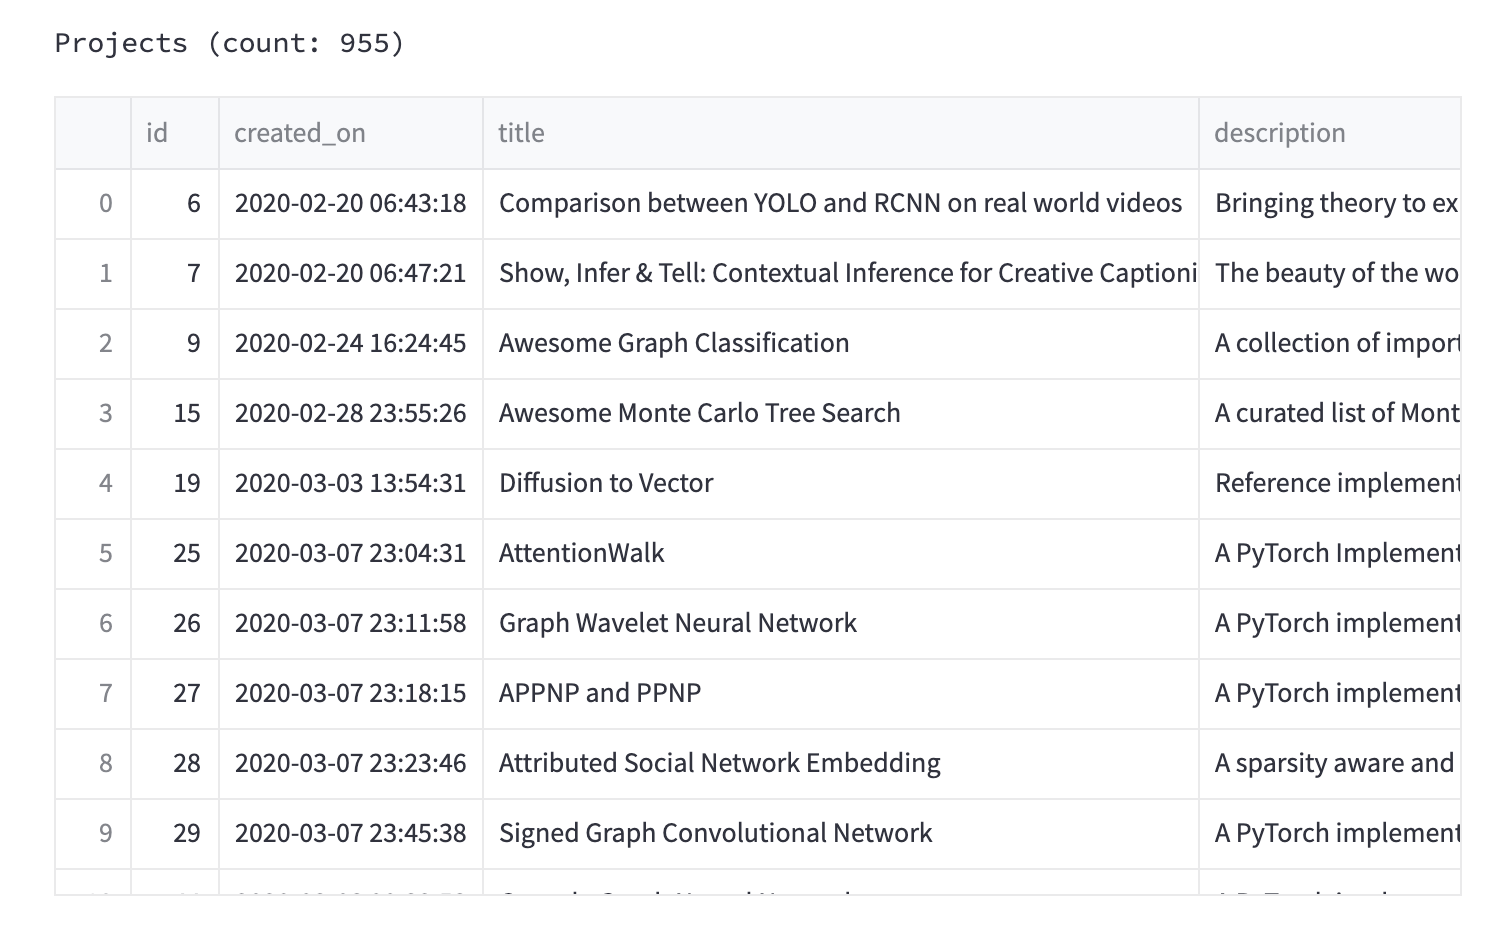 Projects (count: 955)
id created_on title description
0 6 2020-02-20 06:43:18 Comparison between YOLO and RCNN on real world videos Bringing theory to ex
1 7 2020-02-20 06:47:21 Show, Infer & Tell: Contextual Inference for Creative Captioni The beauty of the wo
2 9 2020-02-24 16:24:45 Awesome Graph Classification A collection of import
3 15 2020-02-28 23:55:26 Awesome Monte Carlo Tree Search A curated list of Mont
4 19 2020-03-03 13:54:31 Diffusion to Vector Reference implement
5 25 2020-03-07 23:04:31 AttentionWalk A PyTorch Implement
6 26 2020-03-07 23:11:58 Graph Wavelet Neural Network A PyTorch implement
7 27 2020-03-07 23:18:15 APPNP and PPNP A PyTorch implement
8 28 2020-03-07 23:23:46 Attributed Social Network Embedding A sparsity aware and
9 29 2020-03-07 23:45:38 Signed Graph Convolutional Network A PyTorch implement